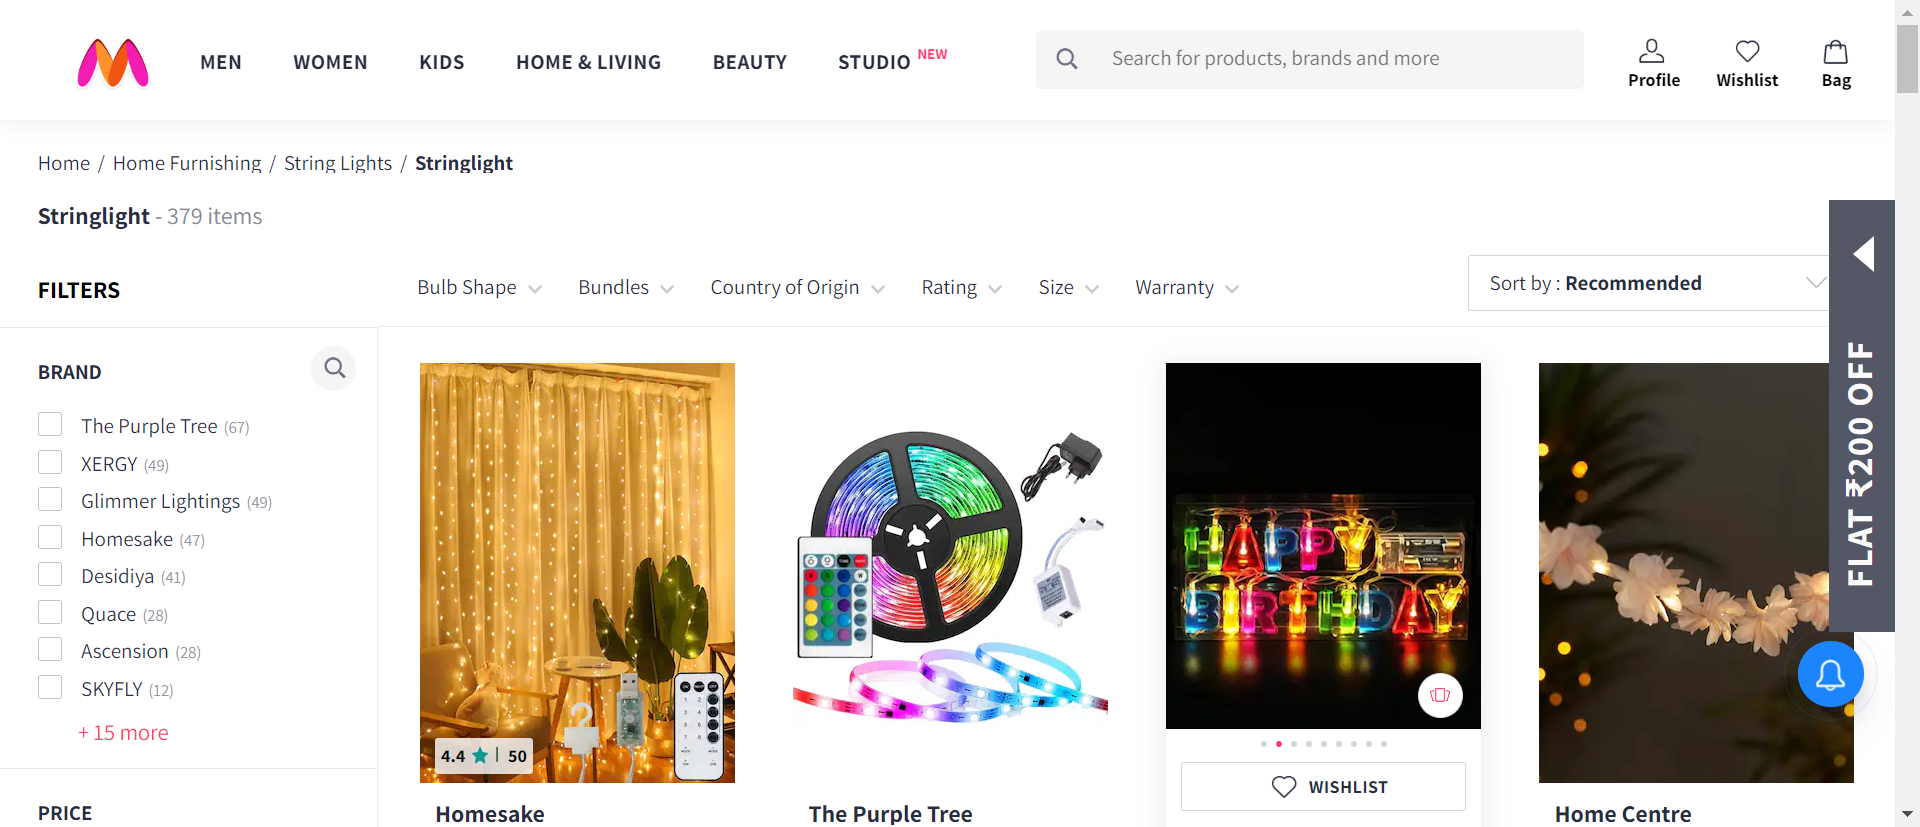 MEN WOMEN KIDS HOME & LIVING BEAUTY STUDIO NEW
Search for products, brands and more
Profile Wishlist Bag
Home / Home Furnishing / String Lights / Stringlight
Stringlight - 379 items
FILTERS
Bulb Shape Bundles Country of Origin Rating Size Warranty
Sort by : Recommended
BRAND
The Purple Tree (67)
XERGY (49)
Glimmer Lightings (49)
Homesake (47)
Desidiya (41)
Quace (28)
Ascension (28)
SKYFLY (12)
+ 15 more
PRICE
4.4 50
Homesake
The Purple Tree
HAPPY
BIRTHDAY
WISHLIST
Home Centre
FLAT ₹200 OFF